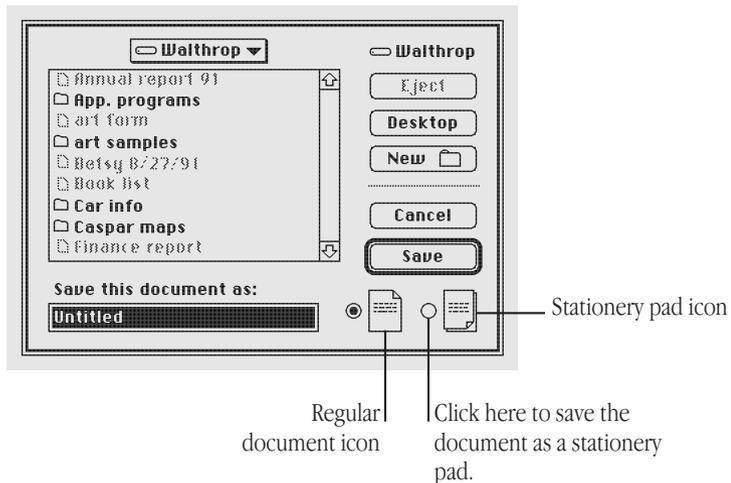 Walthrop
Walthrop
Annual report 91
App. programs
art form
art samples
Betsy 8/27/91
Book list
Car info
Caspar maps
Finance report
Eject
Desktop
New
Cancel
Save
Save this document as:
Untitled
Stationery pad icon
Regular
document icon
Click here to save the
document as a stationery
pad.